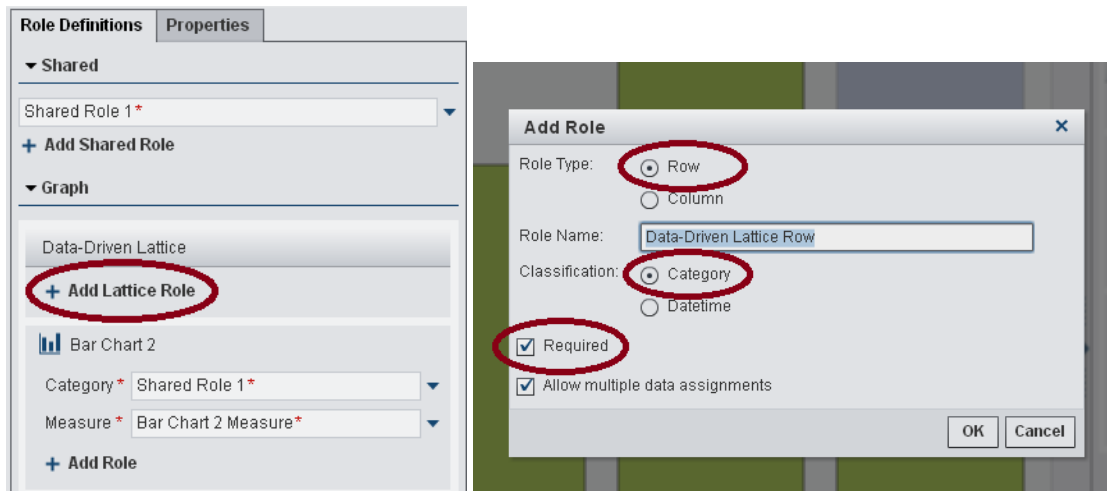 Role Definitions Properties
Shared
Shared Role 1*
+ Add Shared Role
Graph
Data-Driven Lattice
+ Add Lattice Role
Bar Chart 2
Category * Shared Role 1*
Measure * Bar Chart 2 Measure*
+ Add Role
Add Role
Role Type: Row
Column
Role Name: Data-Driven Lattice Row
Classification: Category
Datetime
Required
Allow multiple data assignments
OK Cancel